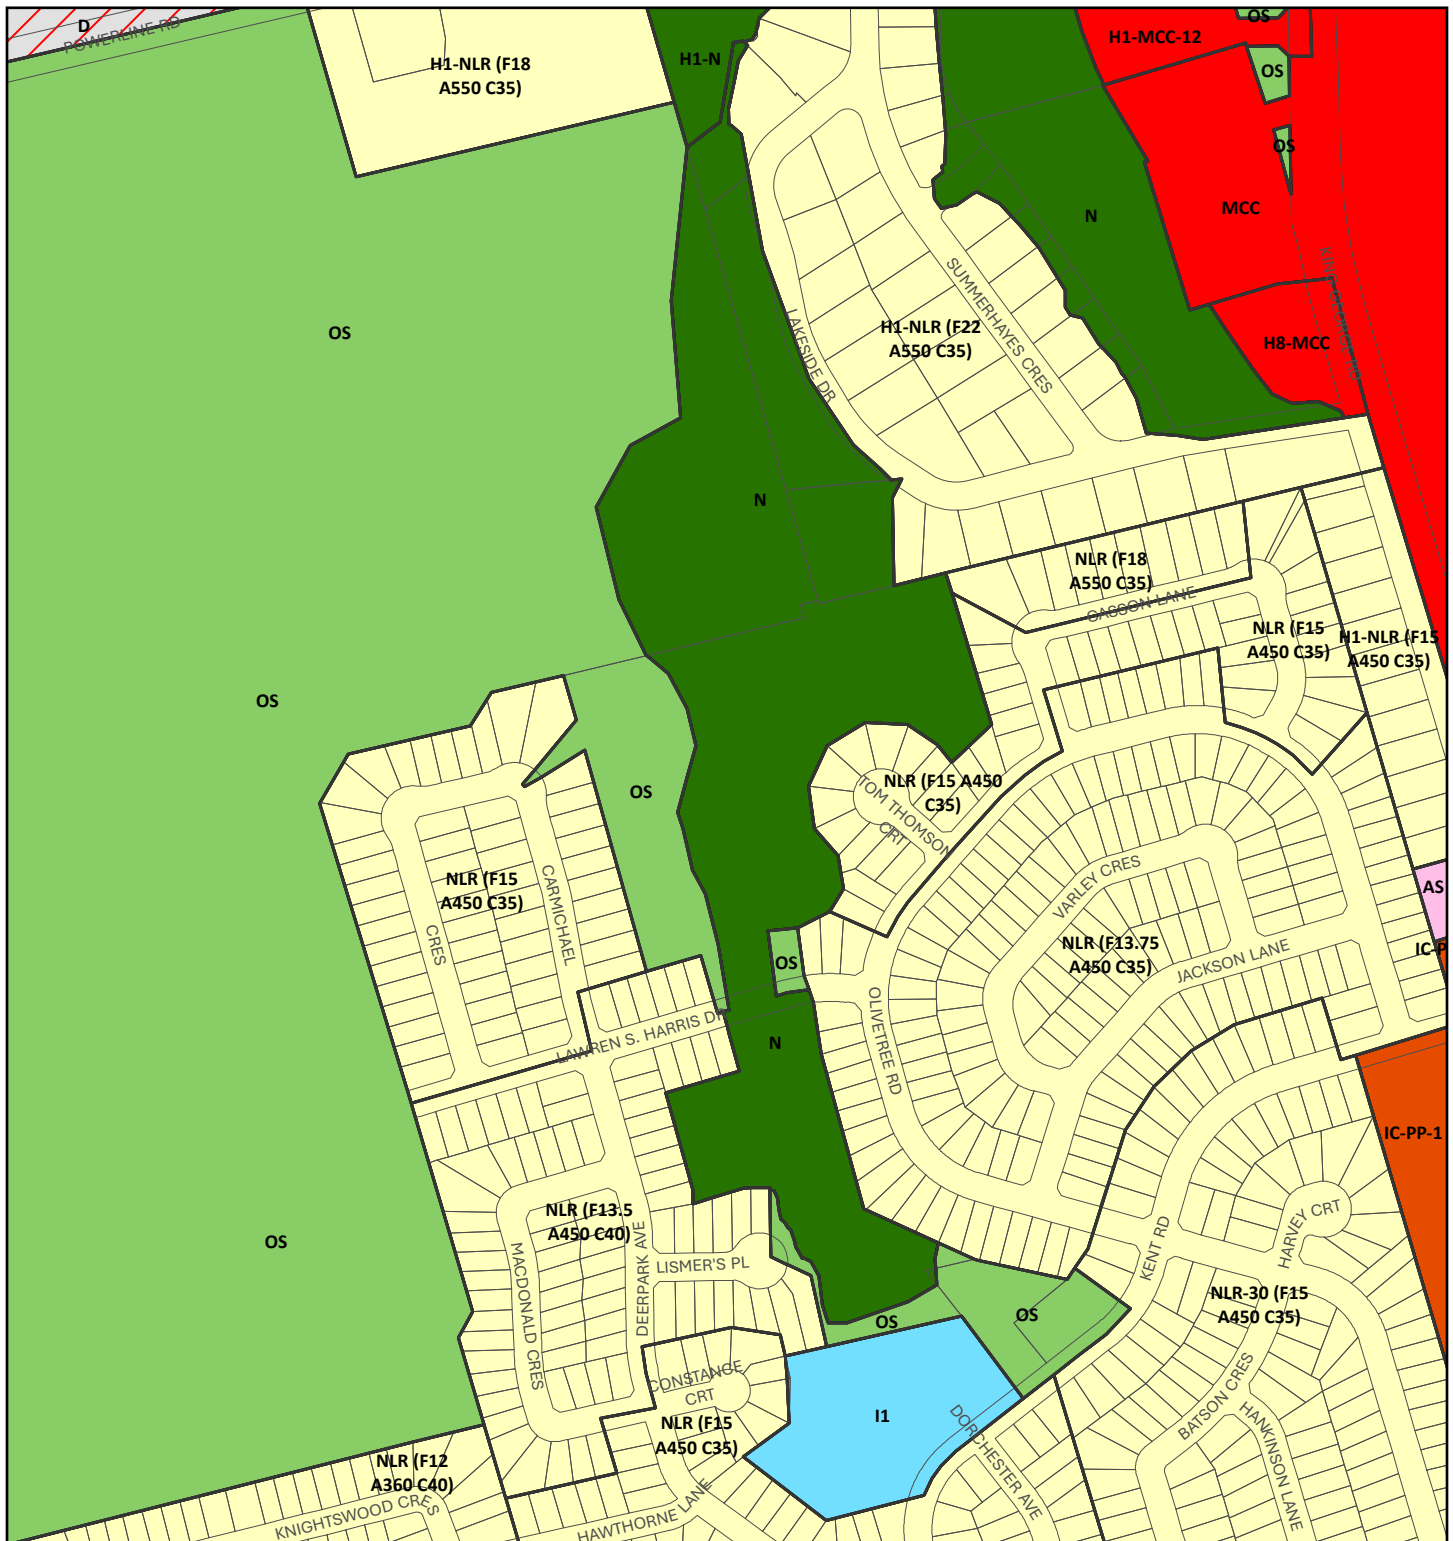 D
POWERLINE RD
H1-NLR (F18
A550 C35)
H1-N
H1-MCC-12
OS
OS
OS
MCC
N
SUMMERHAYES CRES
LAKESIDE DR
H1-NLR (F22
A550 C35)
H8-MCC
OS
N
NLR (F18
A550 C35)
GASSON LANE
NLR (F15
A450 C35)
H1-NLR (F15
A450 C35)
OS
OS
NLR (F15 A450
C35)
TOM THOMSON
CRT
NLR (F15
A450 C35)
CARMICHAEL
CRES
VARLEY CRES
AS
NLR (F13.75
A450 C35)
JACKSON LANE
IC-P
OS
OLIVETREE RD
LAWREN S. HARRIS DR
N
IC-PP-1
NLR (F13.5
A450 C40)
OS
MACDONALD CRES
DEERPARK AVE
LISMER'S PL
KENT RD
HARVEY CRT
NLR-30 (F15
A450 C35)
OS
OS
CONSTANCE
CRT
NLR (F15
A450 C35)
I1
DORCHESTER AVE
BATSON CRES
HANKINSON LANE
NLR (F12
A360 C40)
KNIGHTSWOOD CRES
HAWTHORNE LANE